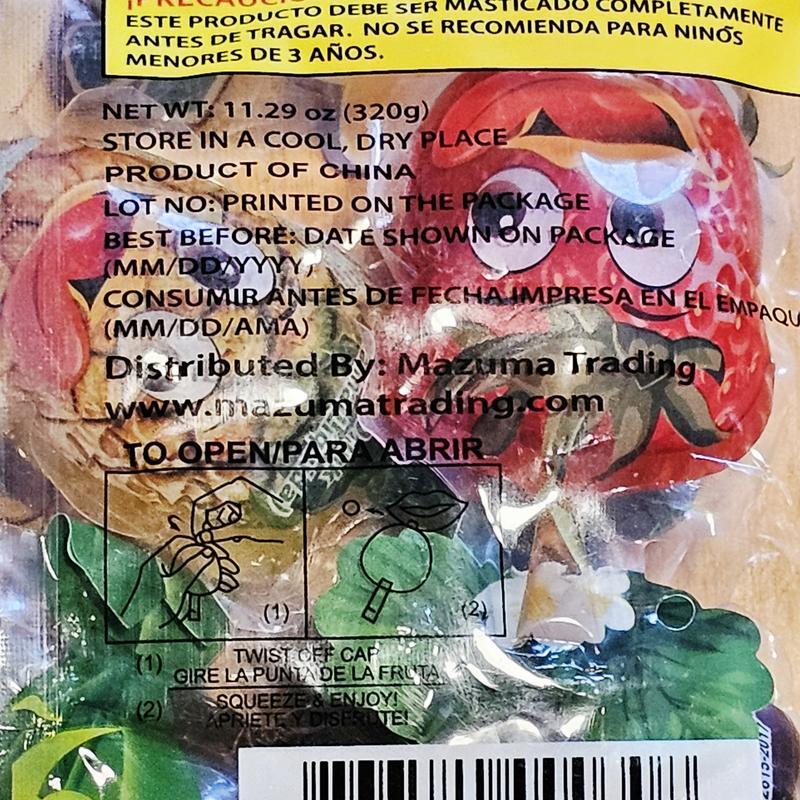 ESTE PRODUCTO DEBE SER MASTICADO COMPLETAMENTE
ANTES DE TRAGAR. NO SE RECOMIENDA PARA NINOS
MENORES DE 3 AÑOS.
NET WT: 11.29 oz (320g)
STORE IN A COOL, DRY PLACE
PRODUCT OF CHINA
LOT NO: PRINTED ON THE PACKAGE
BEST BEFORE: DATE SHOWN ON PACKAGE
(MM/DD/YYYY)
CONSUMIR ANTES DE FECHA IMPRESA EN EL EMPAQU
(MM/DD/AMA)
Distributed By: Mazuma Trading
www.mazumatrading.com
TO OPEN/PARA ABRIR
(1) (2)
(1) TWIST OFF CAP
GIRE LA PUNTA DE LA FRUTA
(2) SQUEEZE & ENJOY!
APRIETE Y DISFRUTE!